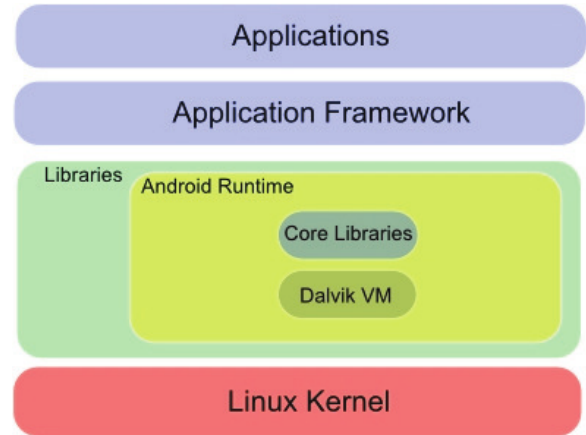 Applications
Application Framework
Libraries
Android Runtime
Core Libraries
Dalvik VM
Linux Kernel